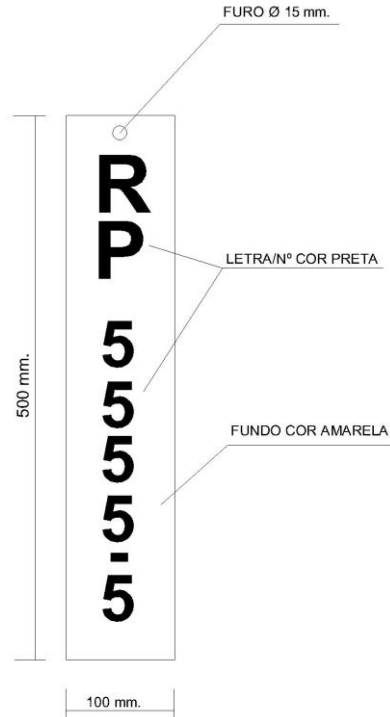 FURO Ø 15 mm.
R
P
LETRA/Nº COR PRETA
5
5
5
5
-
5
500 mm.
FUNDO COR AMARELA
100 mm.